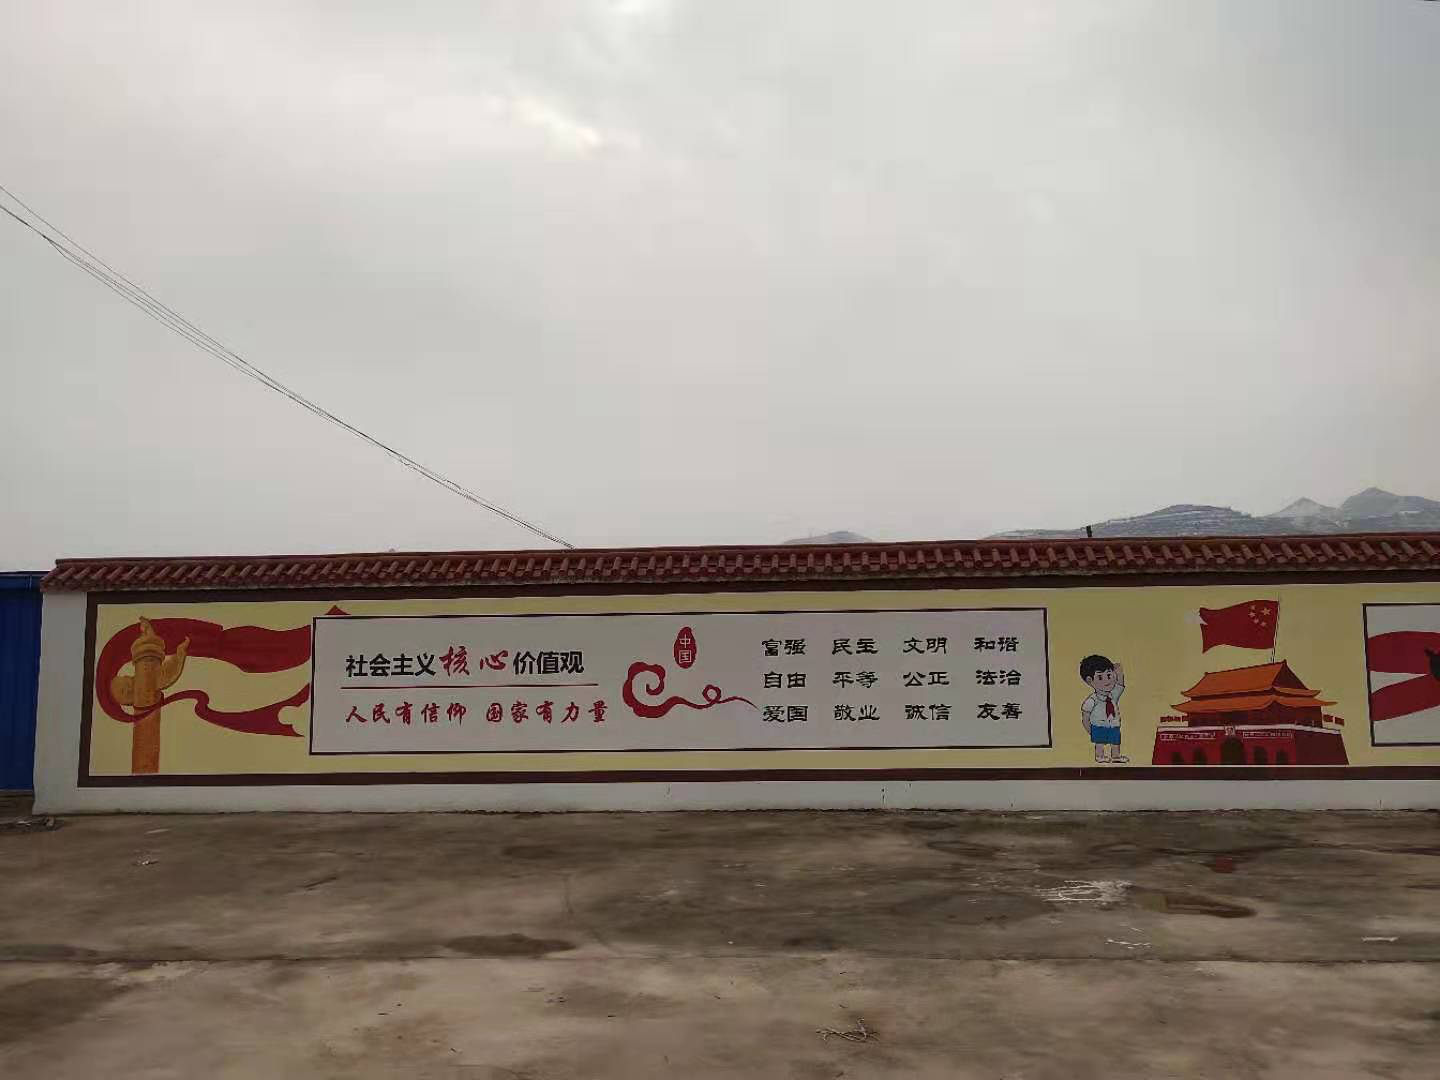 社会主义核心价值观
人民有信仰 国家有力量
中国
富强 民主 文明 和谐
自由 平等 公正 法治
爱国 敬业 诚信 友善